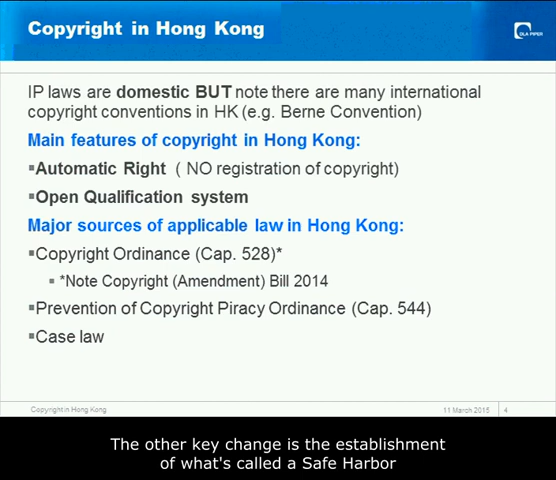 Copyright in Hong Kong
DLA PIPER
IP laws are domestic BUT note there are many international
copyright conventions in HK (e.g. Berne Convention)
Main features of copyright in Hong Kong:
▪Automatic Right ( NO registration of copyright)
▪Open Qualification system
Major sources of applicable law in Hong Kong:
▪Copyright Ordinance (Cap. 528)*
▪ *Note Copyright (Amendment) Bill 2014
▪Prevention of Copyright Piracy Ordinance (Cap. 544)
▪Case law
Copyright in Hong Kong
11 March 2015
4
The other key change is the establishment
of what's called a Safe Harbor